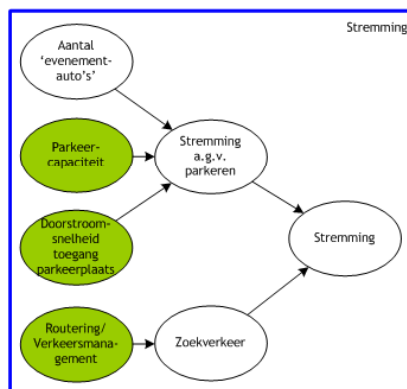 Stremming
Aantal
‘evenement-
auto’s’
Parkeer-
capaciteit
Stremming
a.g.v.
parkeren
Doorstroom-
snelheid
toegang
parkeerplaats
Stremming
Routering/
Verkeersmana-
gement
Zoekverkeer